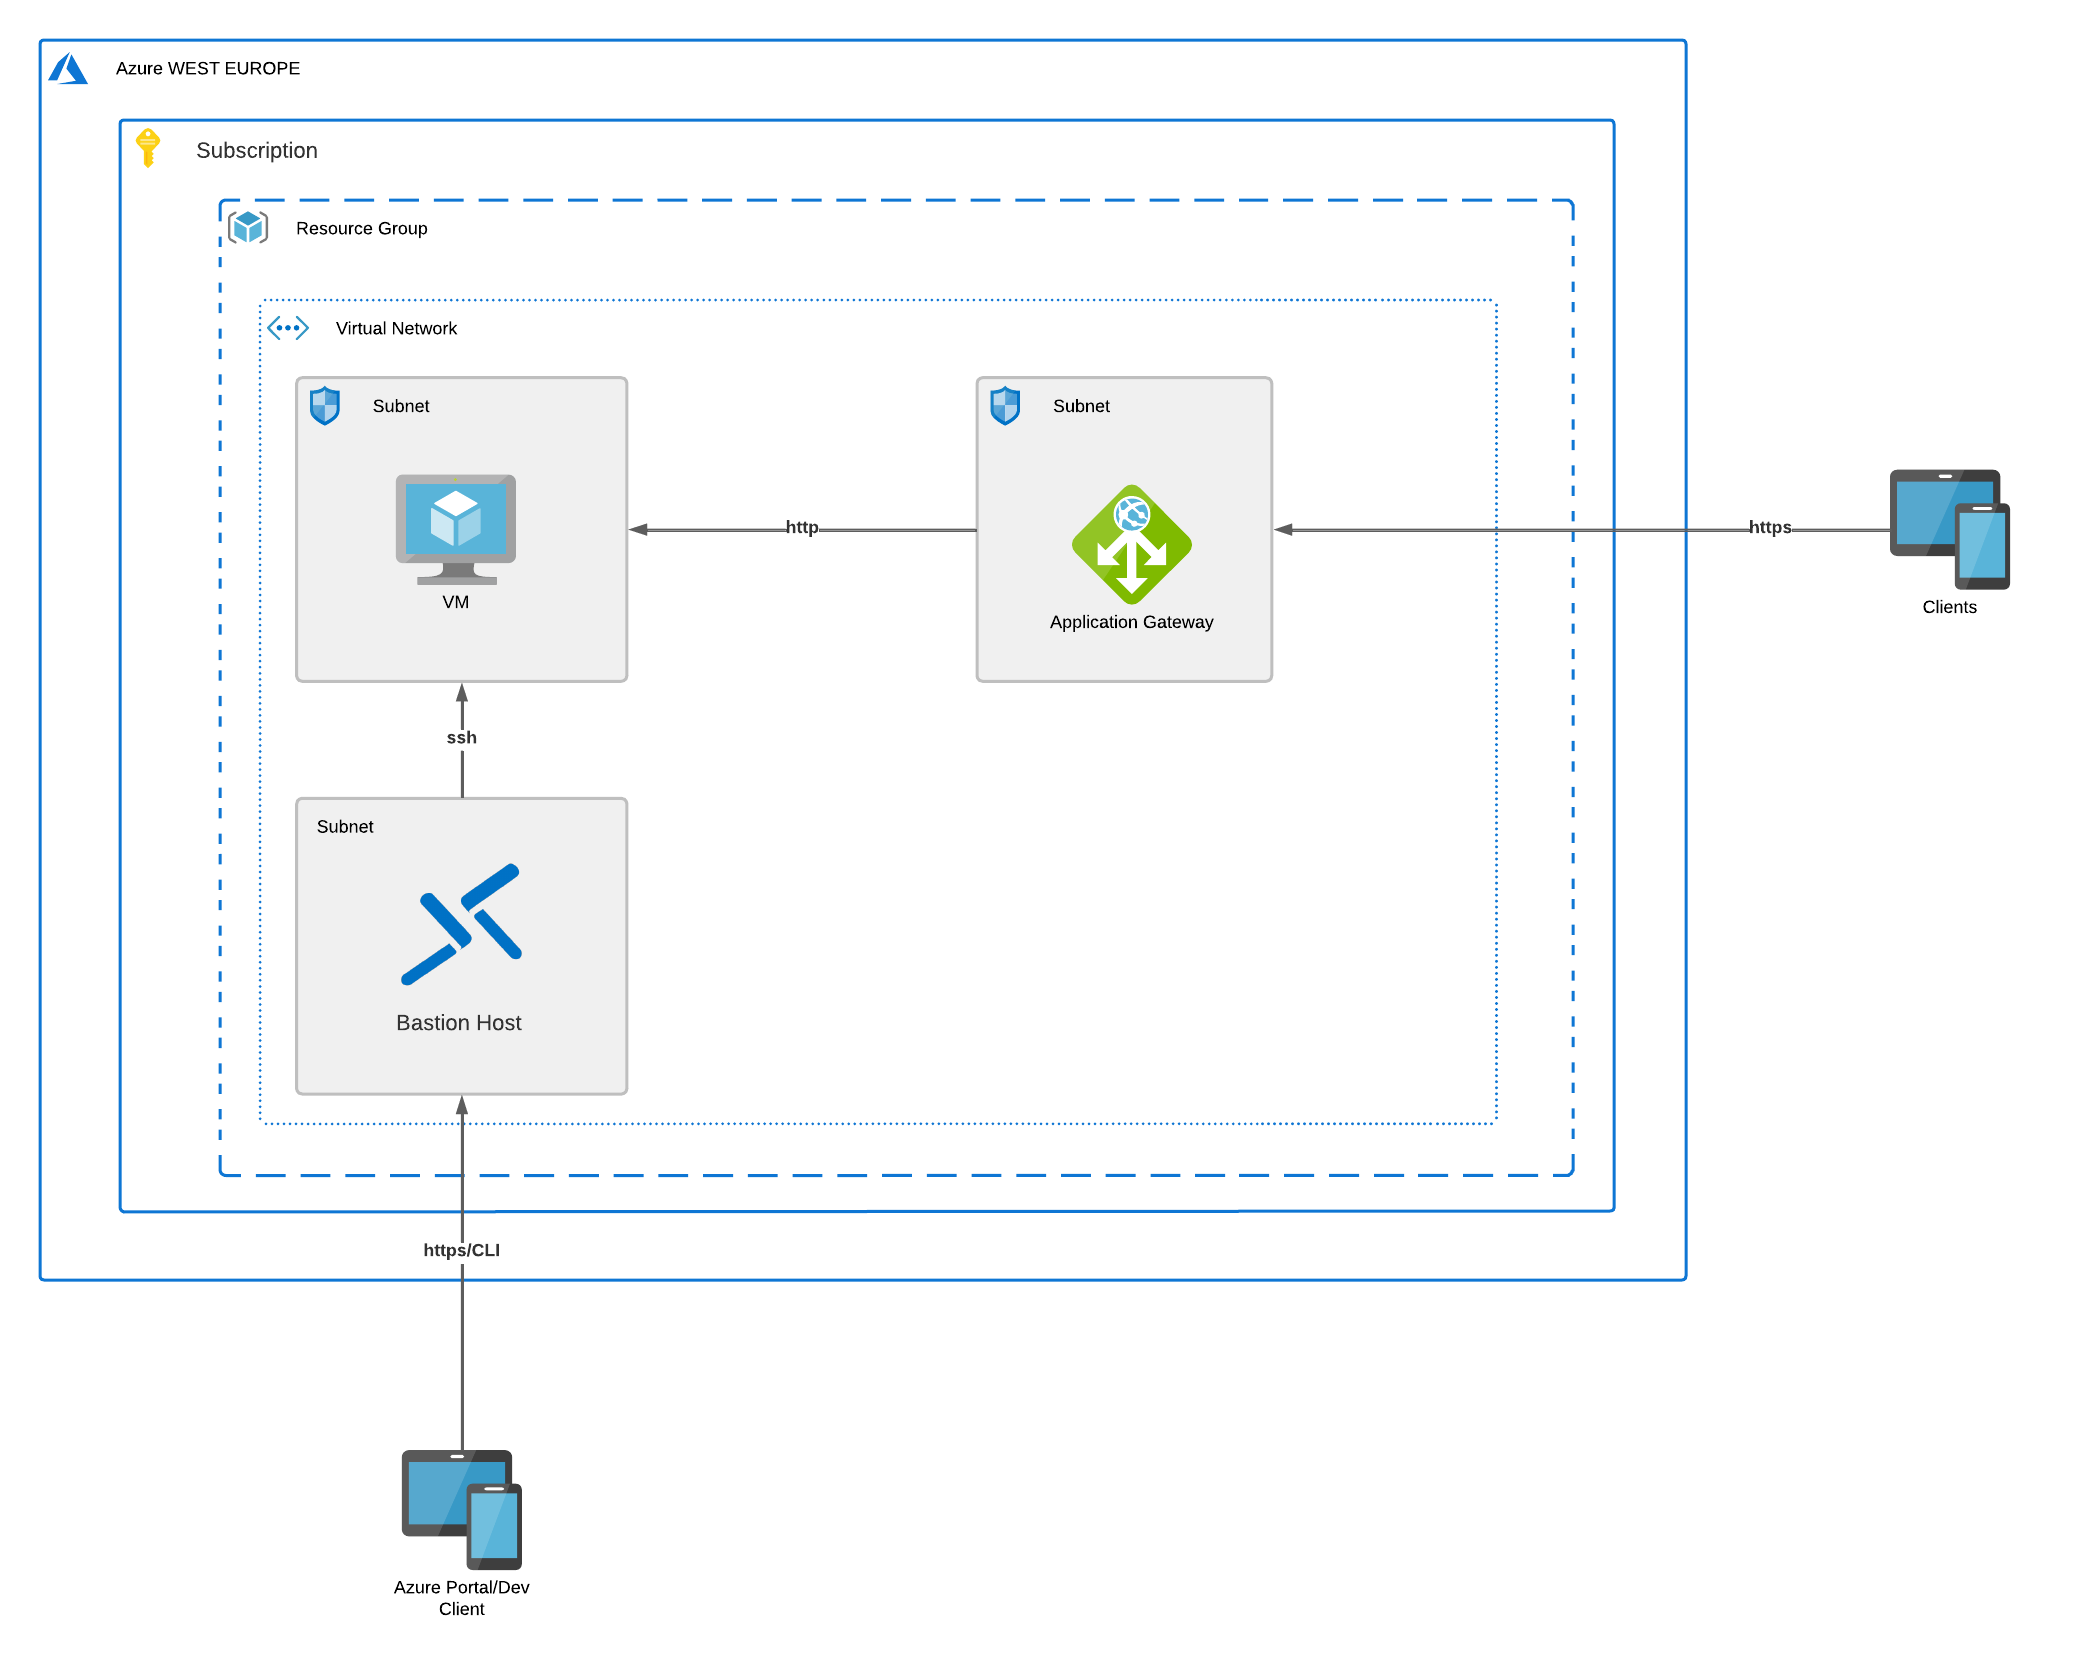 Azure WEST EUROPE
Subscription
Resource Group
Virtual Network
Subnet
Subnet
http
https
VM
Application Gateway
Clients
ssh
Subnet
Bastion Host
https/CLI
Azure Portal/Dev
Client